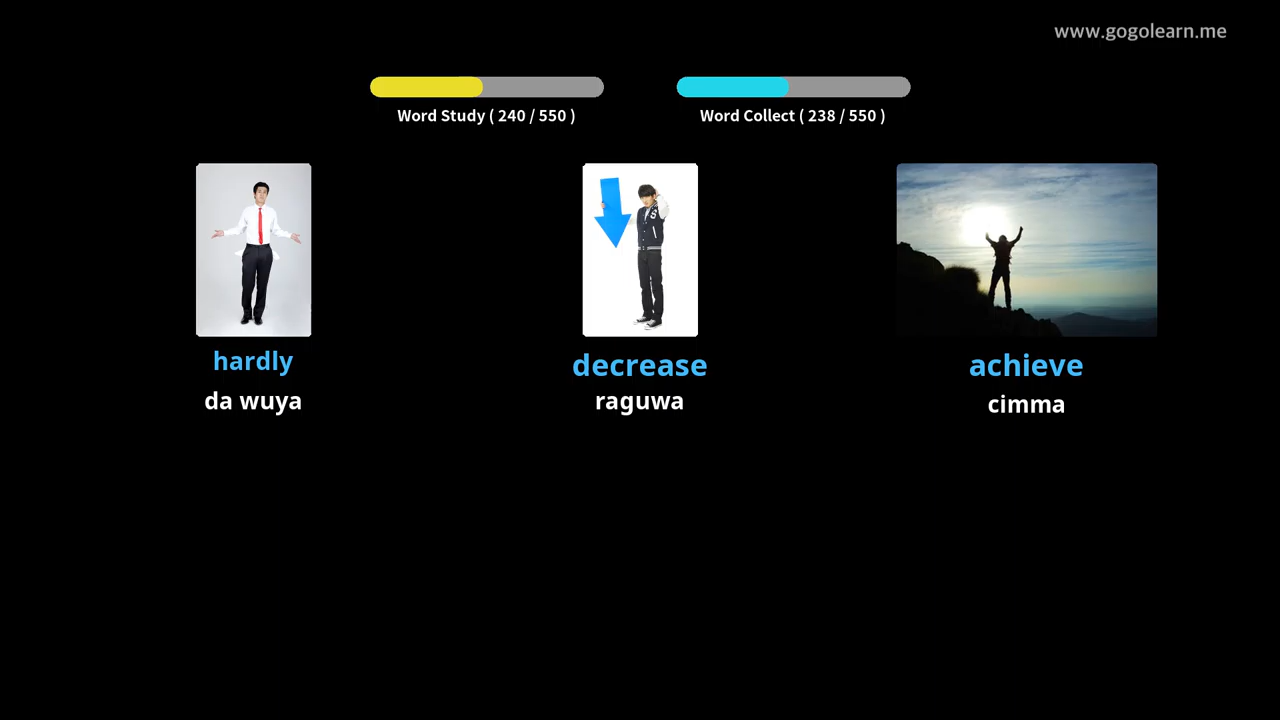 www.gogolearn.me
Word Study ( 240 / 550 )
Word Collect ( 238 / 550 )
hardly
da wuya
decrease
raguwa
achieve
cimma